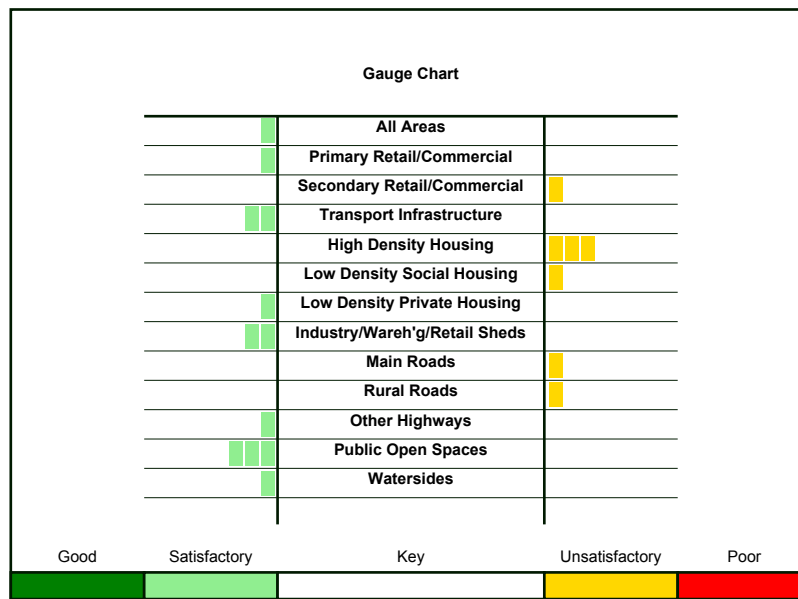 Gauge Chart
All Areas
Primary Retail/Commercial
Secondary Retail/Commercial
Transport Infrastructure
High Density Housing
Low Density Social Housing
Low Density Private Housing
Industry/Wareh'g/Retail Sheds
Main Roads
Rural Roads
Other Highways
Public Open Spaces
Watersides
Good Satisfactory Key Unsatisfactory Poor